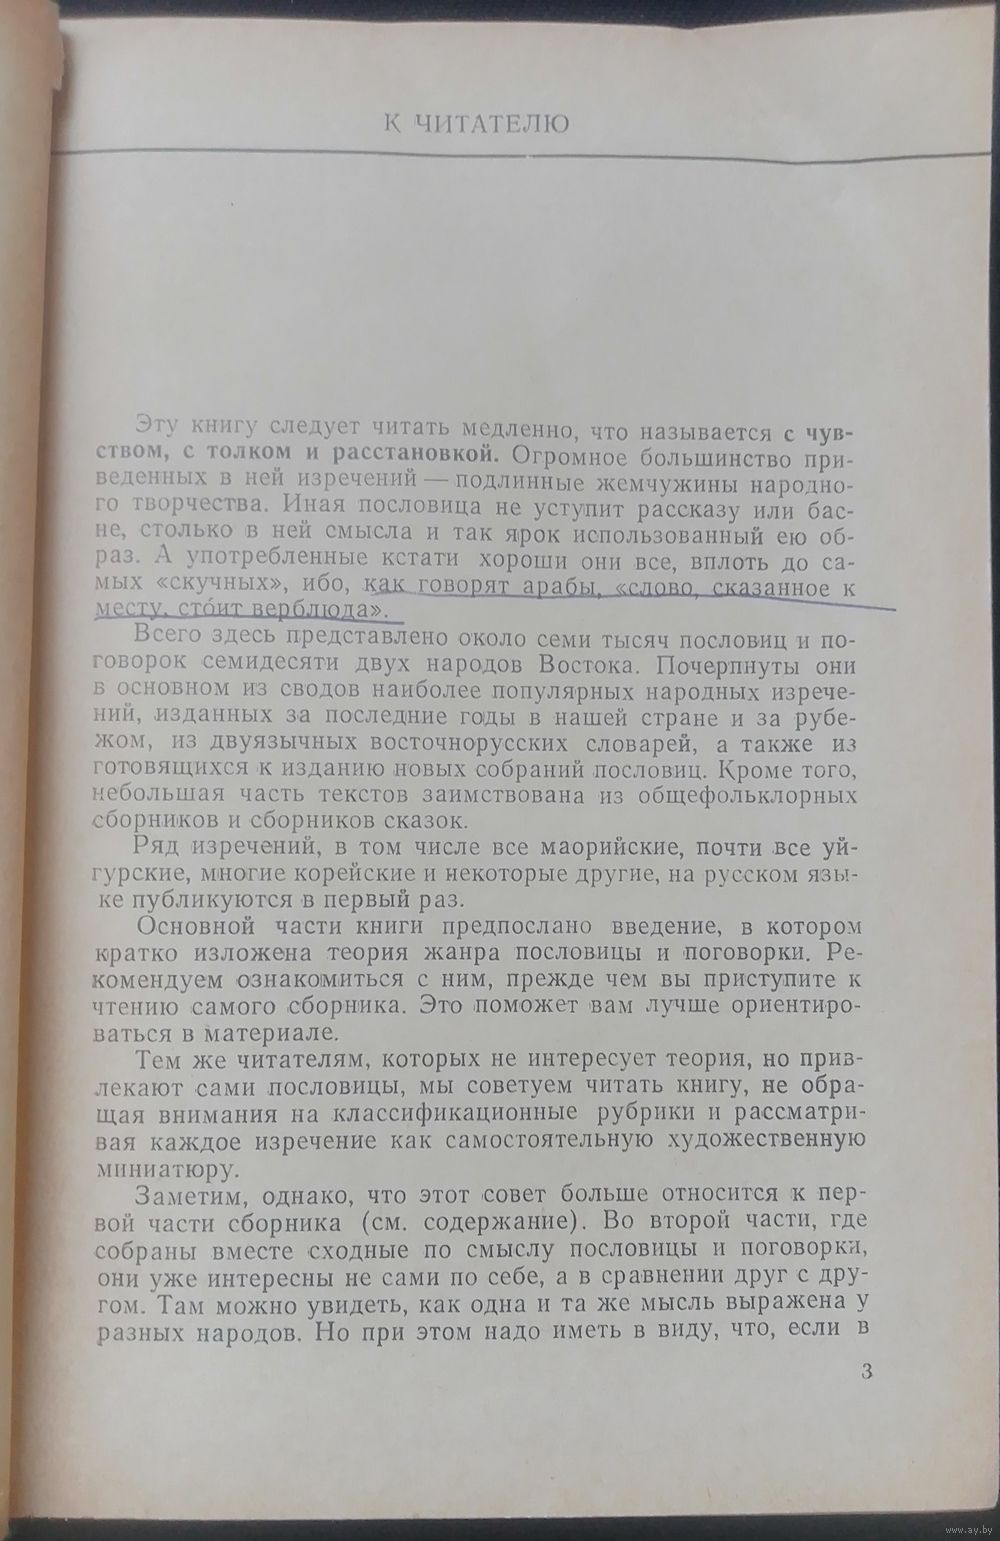 К ЧИТАТЕЛЮ
Эту книгу следует читать медленно, что называется с чув-
ством, с толком и расстановкой. Огромное большинство при-
веденных в ней изречений — подлинные жемчужины народно-
го творчества. Иная пословица не уступит рассказу или бас-
не, столько в ней смысла и так ярок использованный ею об-
раз. А употребленные кстати хороши они все, вплоть до са-
мых «скучных», ибо, как говорят арабы, «слово, сказанное к
месту, сто́ит верблюда».
Всего здесь представлено около семи тысяч пословиц и по-
говорок семидесяти двух народов Востока. Почерпнуты они
в основном из сводов наиболее популярных народных изрече-
ний, изданных за последние годы в нашей стране и за рубе-
жом, из двуязычных восточнорусских словарей, а также из
готовящихся к изданию новых собраний пословиц. Кроме того,
небольшая часть текстов заимствована из общефольклорных
сборников и сборников сказок.
Ряд изречений, в том числе все маорийские, почти все уй-
гурские, многие корейские и некоторые другие, на русском язы-
ке публикуются в первый раз.
Основной части книги предпослано введение, в котором
кратко изложена теория жанра пословицы и поговорки. Ре-
комендуем ознакомиться с ним, прежде чем вы приступите к
чтению самого сборника. Это поможет вам лучше ориентиро-
ваться в материале.
Тем же читателям, которых не интересует теория, но прив-
лекают сами пословицы, мы советуем читать книгу, не обра-
щая внимания на классификационные рубрики и рассматри-
вая каждое изречение как самостоятельную художественную
миниатюру.
Заметим, однако, что этот совет больше относится к пер-
вой части сборника (см. содержание). Во второй части, где
собраны вместе сходные по смыслу пословицы и поговорки,
они уже интересны не сами по себе, а в сравнении друг с дру-
гом. Там можно увидеть, как одна и та же мысль выражена у
разных народов. Но при этом надо иметь в виду, что, если в
3
www.ay.by